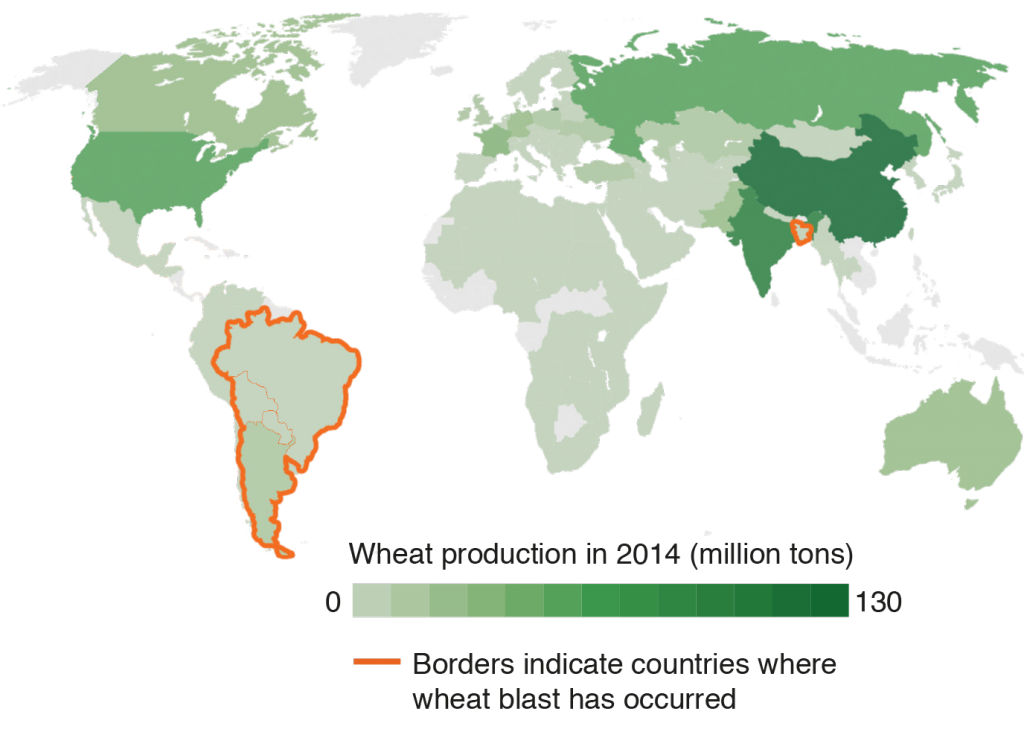 Wheat production in 2014 (million tons)
0 130
Borders indicate countries where
wheat blast has occurred